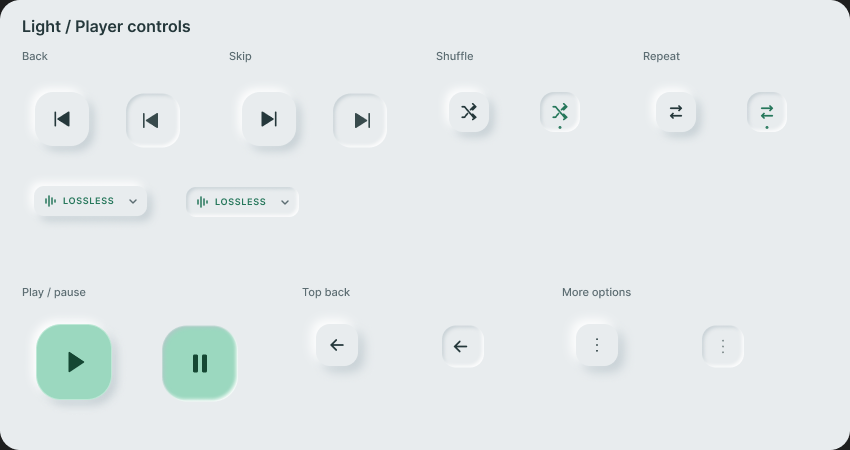 Light / Player controls
Back
Skip
Shuffle
Repeat
LOSSLESS
LOSSLESS
Play / pause
Top back
More options